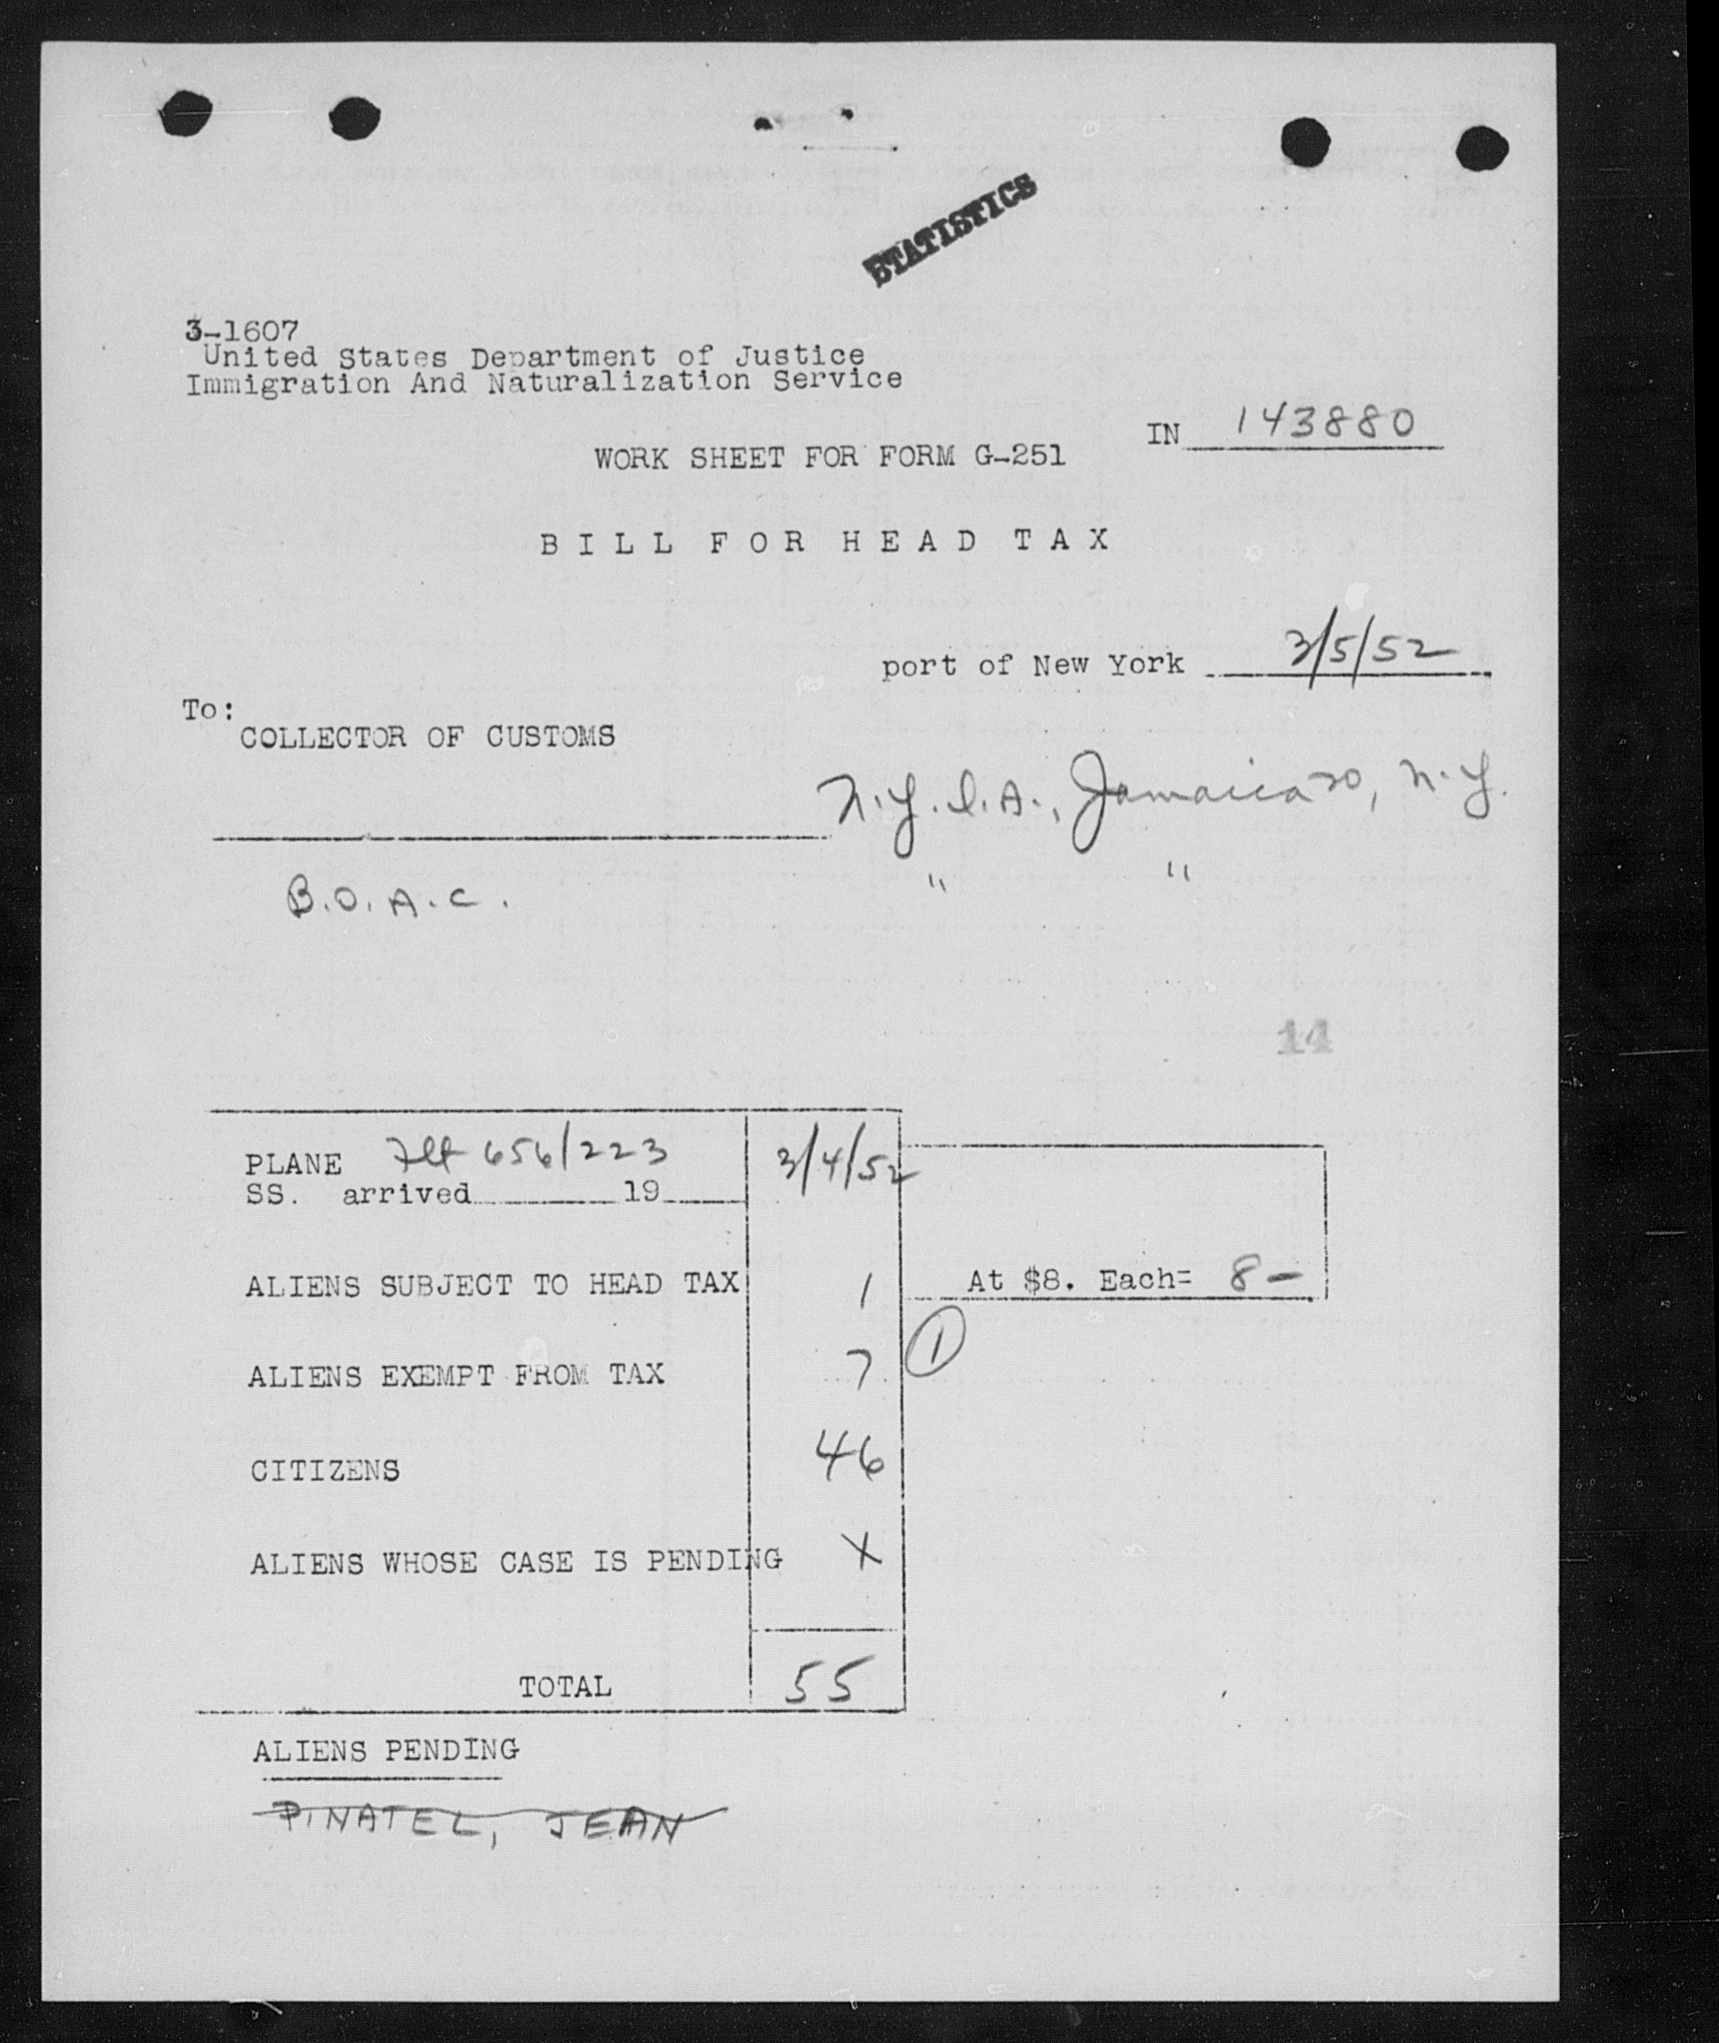 STATISTICS
3-1607
United States Department of Justice
Immigration And Naturalization Service
IN 143880
WORK SHEET FOR FORM G-251
BILL FOR HEAD TAX
port of New York 3/5/52
To:
COLLECTOR OF CUSTOMS
N.Y.I.A., Jamaica 30, N.Y.
B.O.A.C. " "
14
PLANE Flt 656/223 3/4/52
SS. arrived 19
ALIENS SUBJECT TO HEAD TAX 1 At $8. Each= 8 -
ALIENS EXEMPT FROM TAX 7 1
CITIZENS 46
ALIENS WHOSE CASE IS PENDING X
TOTAL 55
ALIENS PENDING
PINATEL, JEAN